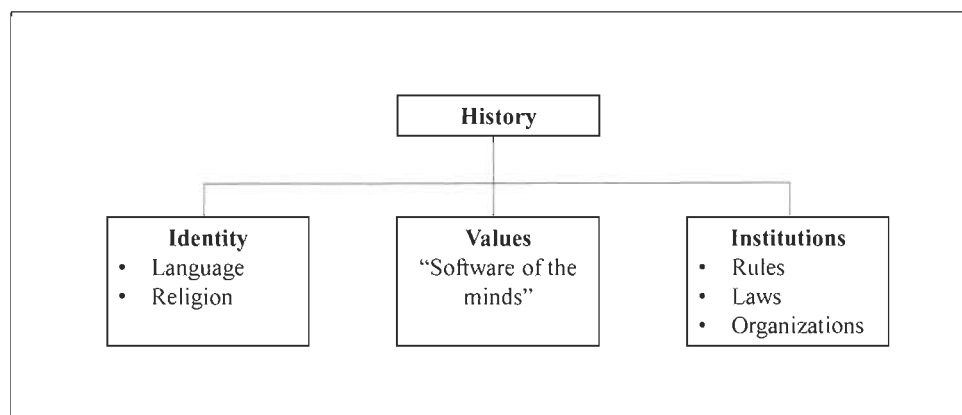 History
Identity
• Language
• Religion
Values
“Software of the
minds”
Institutions
• Rules
• Laws
• Organizations